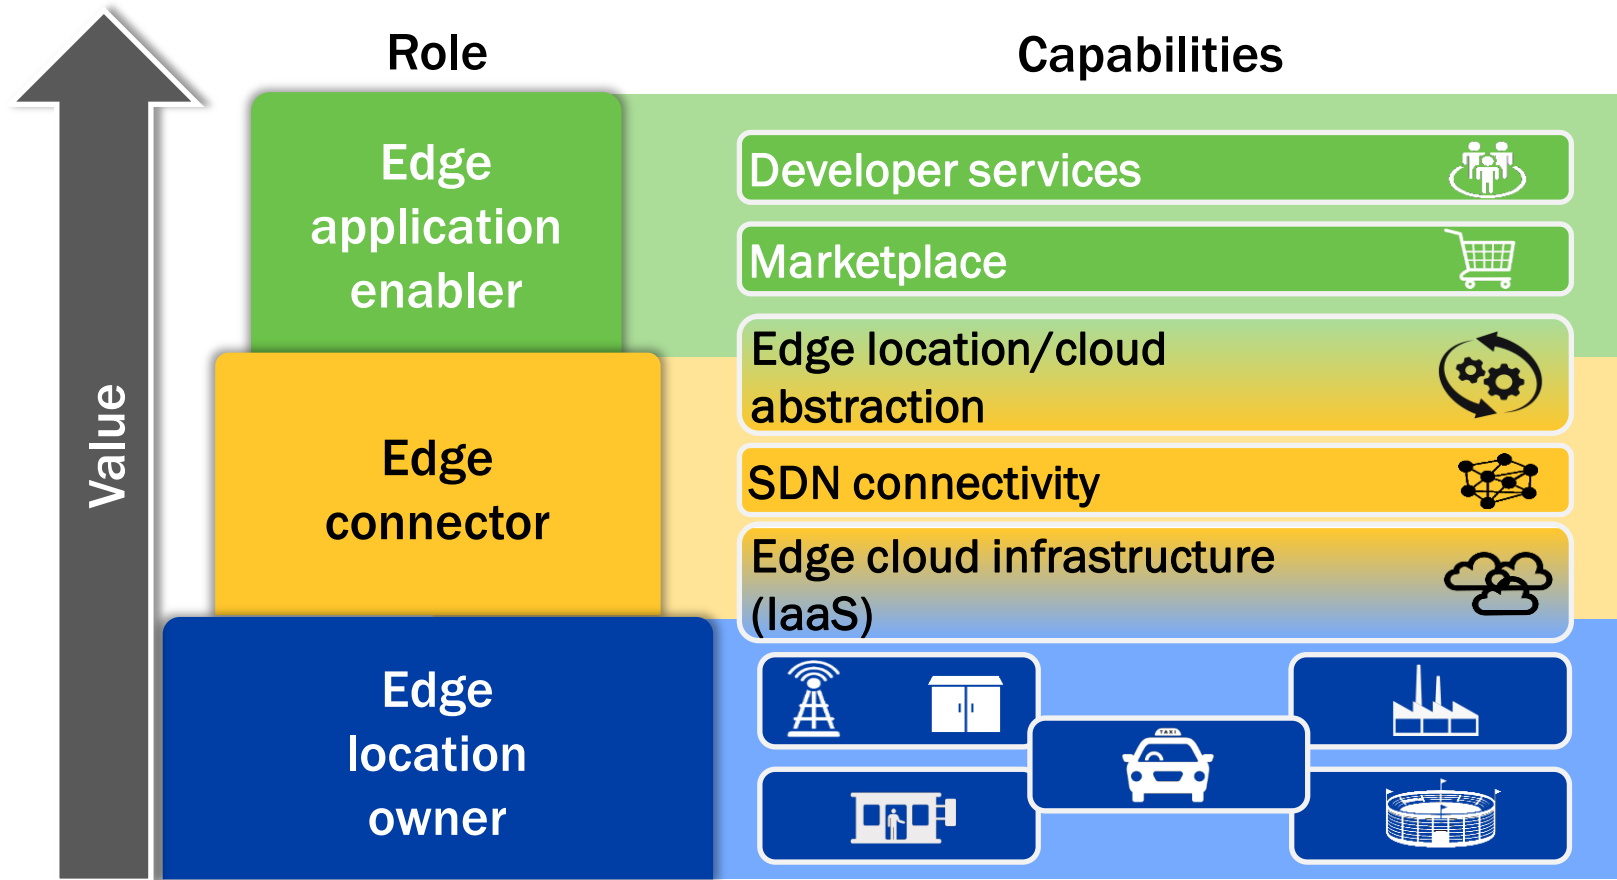 Role
Capabilities
Value
Edge
application
enabler
Developer services
Marketplace
Edge location/cloud
abstraction
Edge
connector
SDN connectivity
Edge cloud infrastructure
(IaaS)
Edge
location
owner
TAXI